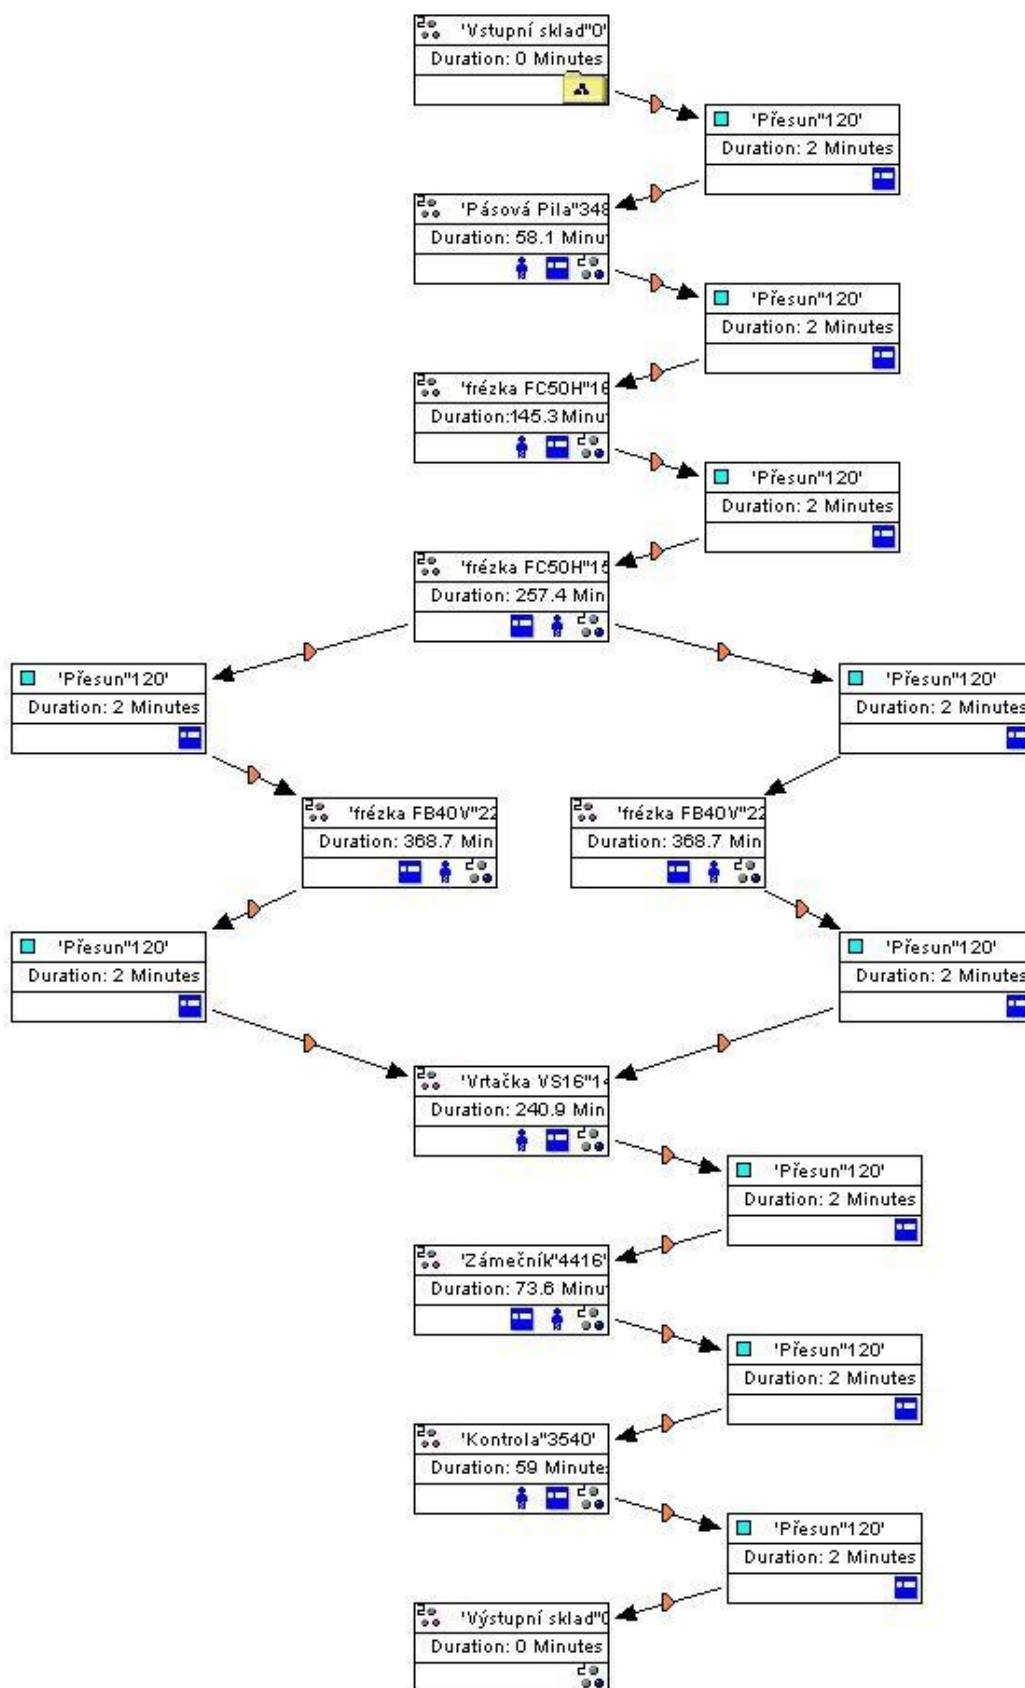 'Vstupní sklad"0'
Duration: 0 Minutes
'Přesun"120'
Duration: 2 Minutes
'Pásová Pila"348
Duration: 58.1 Minut
'Přesun"120'
Duration: 2 Minutes
'frézka FC50H"16
Duration:145.3 Minut
'Přesun"120'
Duration: 2 Minutes
'frézka FC50H"15
Duration: 257.4 Min
'Přesun"120'
Duration: 2 Minutes
'Přesun"120'
Duration: 2 Minutes
'frézka FB40V"22
Duration: 368.7 Min
'frézka FB40V"22
Duration: 368.7 Min
'Přesun"120'
Duration: 2 Minutes
'Přesun"120'
Duration: 2 Minutes
'Vrtačka VS16"14
Duration: 240.9 Min
'Přesun"120'
Duration: 2 Minutes
'Zámečník"4416'
Duration: 73.6 Minut
'Přesun"120'
Duration: 2 Minutes
'Kontrola"3540'
Duration: 59 Minutes
'Přesun"120'
Duration: 2 Minutes
'Výstupní sklad"0
Duration: 0 Minutes